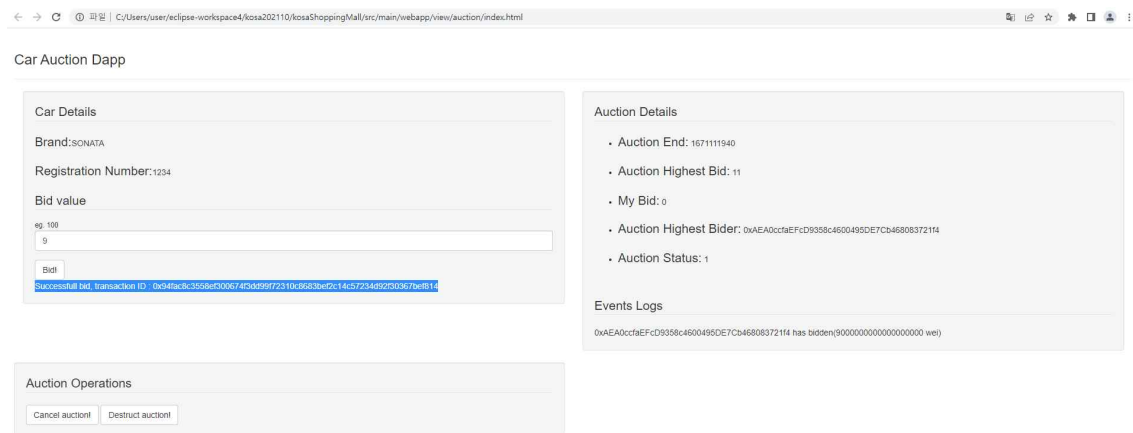 파일 | C:/Users/user/eclipse-workspace4/kosa202110/kosaShoppingMall/src/main/webapp/view/auction/index.html
Car Auction Dapp
Car Details
Brand:SONATA
Registration Number:1234
Bid value
eg. 100
9
Bid!
Successfull bid, transaction ID : 0x94fac8c3558ef300674f3dd99f72310c8683bef2c14c57234d92f30367bef814
Auction Details
• Auction End: 1671111940
• Auction Highest Bid: 11
• My Bid: 0
• Auction Highest Bider: 0xAEA0ccfaEFcD9358c4600495DE7Cb468083721f4
• Auction Status: 1
Events Logs
0xAEA0ccfaEFcD9358c4600495DE7Cb468083721f4 has bidden(9000000000000000000 wei)
Auction Operations
Cancel auction!
Destruct auction!